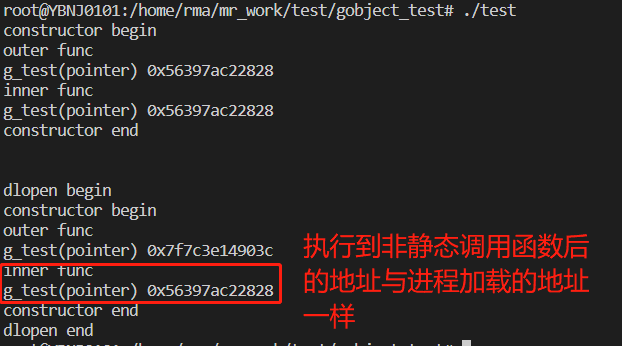 root@YBNJ0101:/home/rma/mr_work/test/gobject_test# ./test
constructor begin
outer func
g_test(pointer) 0x56397ac22828
inner func
g_test(pointer) 0x56397ac22828
constructor end
dlopen begin
constructor begin
outer func
g_test(pointer) 0x7f7c3e14903c
inner func
g_test(pointer) 0x56397ac22828
constructor end
dlopen end
执行到非静态调用函数后
的地址与进程加载的地址
一样